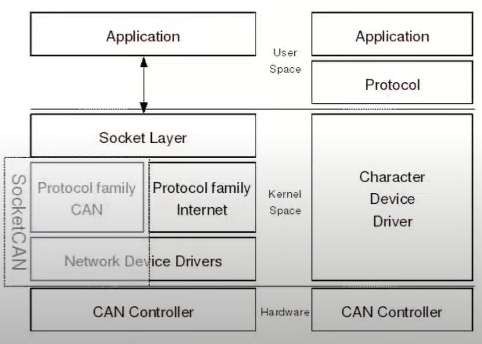 Application
User
Space
Application
Protocol
Socket Layer
SocketCAN
Protocol family
CAN
Protocol family
Internet
Kernel
Space
Character
Device
Driver
Network Device Drivers
CAN Controller
Hardware
CAN Controller